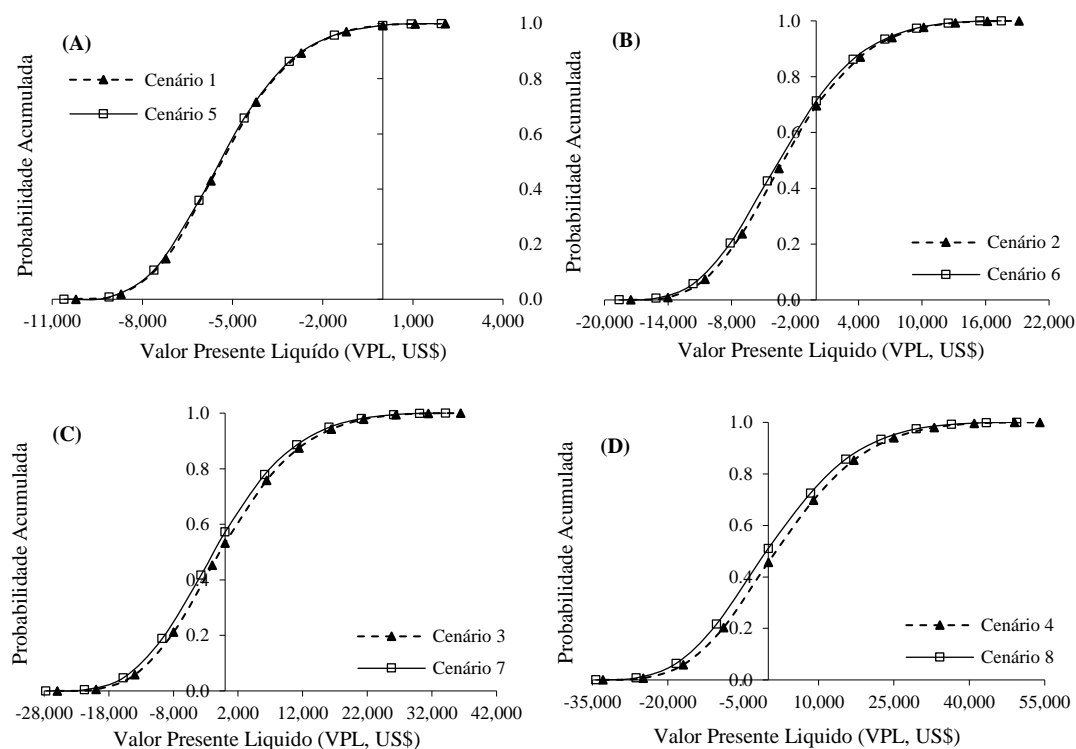 (A)
Probabilidade Acumulada
Cenário 1
Cenário 5
1.0
0.8
0.6
0.4
0.2
0.0
-11,000 -8,000 -5,000 -2,000 1,000 4,000
Valor Presente Liquído (VPL, US$)
(B)
Probabilidade Acumulada
1.0
0.8
0.6
0.4
0.2
0.0
Cenário 2
Cenário 6
-20,000 -14,000 -8,000 -2,000 4,000 10,000 16,000 22,000
Valor Presente Liquido (VPL, US$)
(C)
Probabilidade Acumulada
1.0
0.8
0.6
0.4
0.2
0.0
Cenário 3
Cenário 7
-28,000 -18,000 -8,000 2,000 12,000 22,000 32,000 42,000
Valor Presente Liquido (VPL, US$)
(D)
Probabilidade Acumulada
1.0
0.8
0.6
0.4
0.2
0.0
Cenário 4
Cenário 8
-35,000 -20,000 -5,000 10,000 25,000 40,000 55,000
Valor Presente Liquido (VPL, US$)